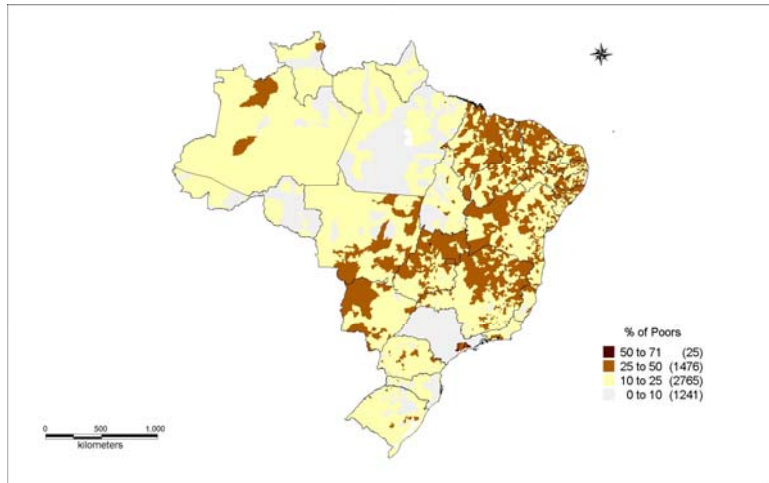 % of Poors
50 to 71 (25)
25 to 50 (1476)
10 to 25 (2765)
0 to 10 (1241)
0 500 1.000
kilometers